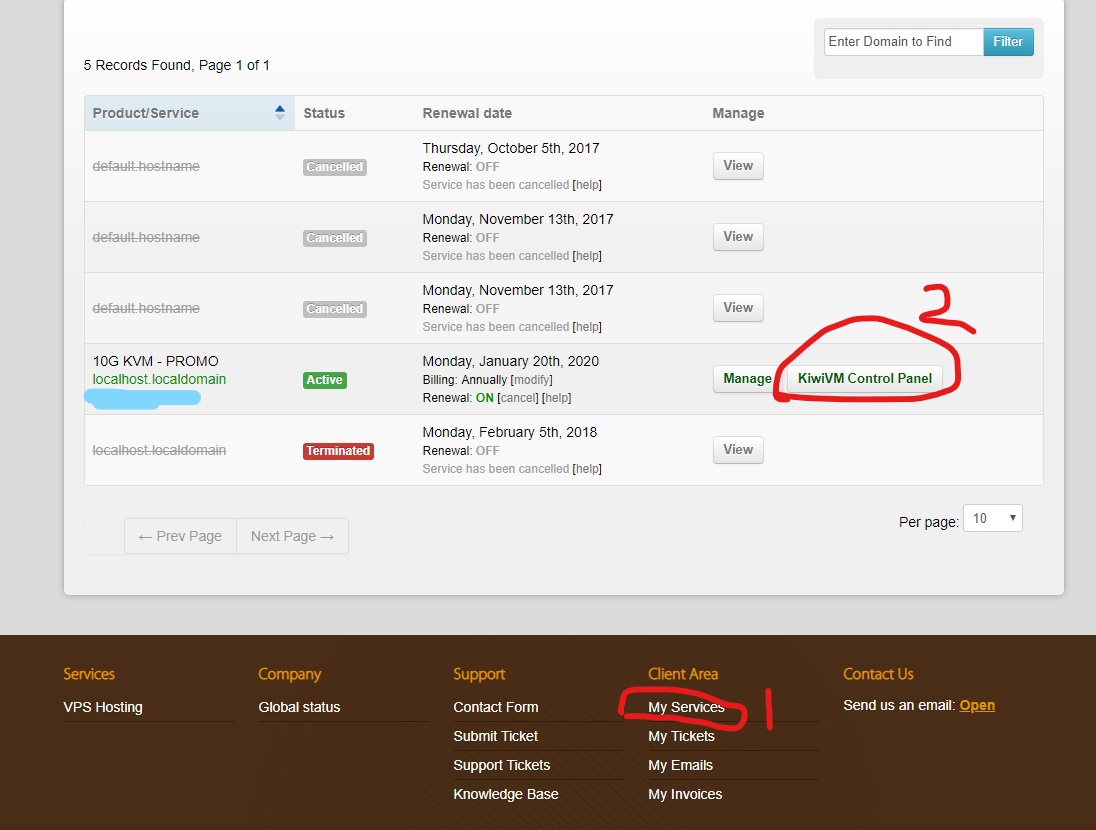 Enter Domain to Find Filter
5 Records Found, Page 1 of 1
Product/Service Status Renewal date Manage
default.hostname Cancelled Thursday, October 5th, 2017
Renewal: OFF
Service has been cancelled [help]
View
default.hostname Cancelled Monday, November 13th, 2017
Renewal: OFF
Service has been cancelled [help]
View
default.hostname Cancelled Monday, November 13th, 2017
Renewal: OFF
Service has been cancelled [help]
View
2
10G KVM - PROMO
localhost.localdomain
Active
Monday, January 20th, 2020
Billing: Annually [modify]
Renewal: ON [cancel] [help]
Manage KiwiVM Control Panel
localhost.localdomain Terminated Monday, February 5th, 2018
Renewal: OFF
Service has been cancelled [help]
View
← Prev Page Next Page →
Per page: 10
Services
VPS Hosting
Company
Global status
Support
Contact Form
Submit Ticket
Support Tickets
Knowledge Base
Client Area
My Services 1
My Tickets
My Emails
My Invoices
Contact Us
Send us an email: Open